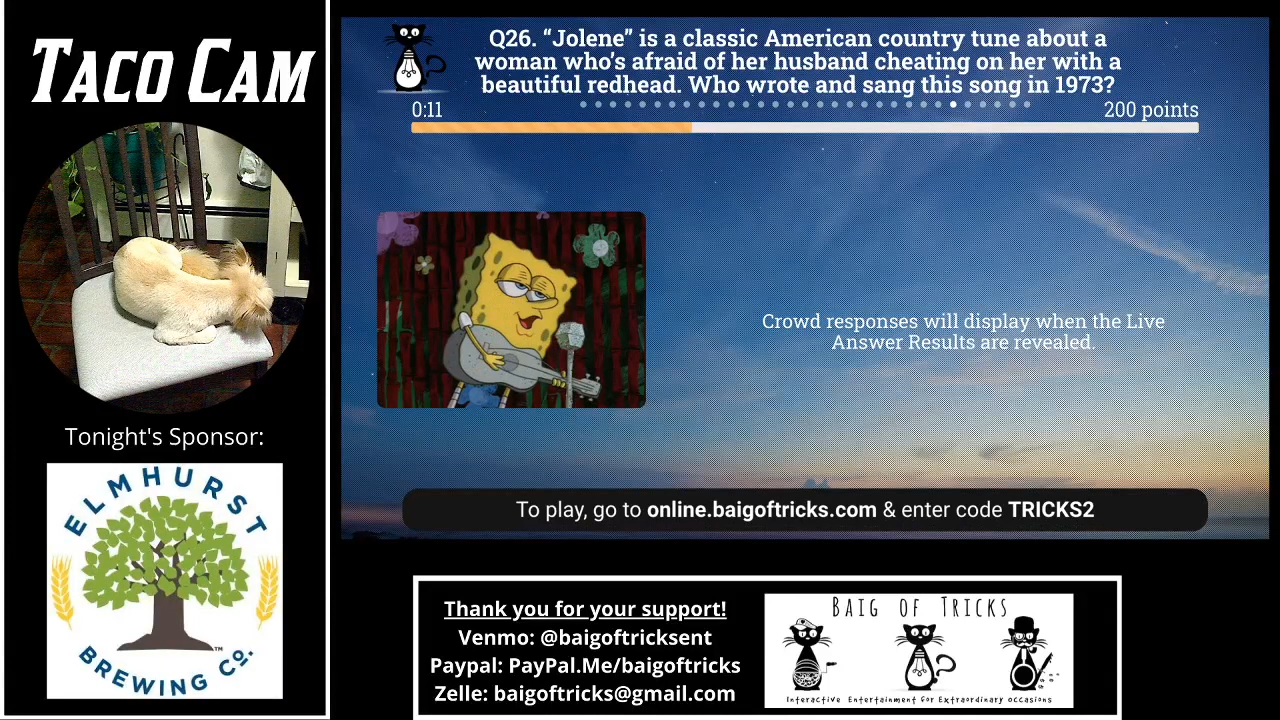 TACO CAM
Tonight's Sponsor:
ELMHURST
BREWING CO.
TM
Q26. “Jolene” is a classic American country tune about a
woman who’s afraid of her husband cheating on her with a
beautiful redhead. Who wrote and sang this song in 1973?
0:11
200 points
Crowd responses will display when the Live
Answer Results are revealed.
To play, go to online.baigoftricks.com & enter code TRICKS2
Thank you for your support!
Venmo: @baigoftricksent
Paypal: PayPal.Me/baigoftricks
Zelle: baigoftricks@gmail.com
BAIG OF TRICKS
Interactive Entertainment for Extraordinary occasions